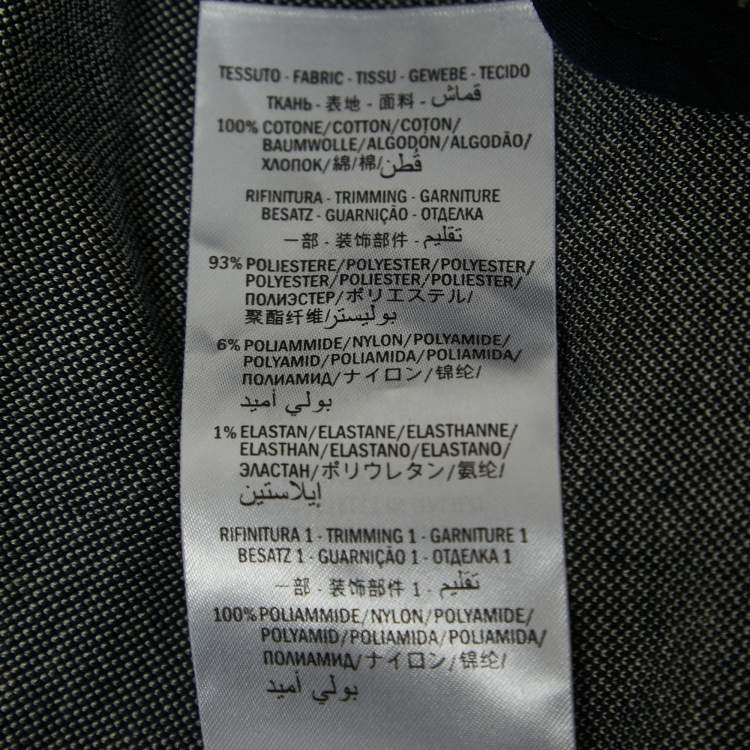 TESSUTO - FABRIC - TISSU - GEWEBE - TECIDO
ТКАНЬ - 表地 - 面料 - قماش
100% COTONE/COTTON/COTON/
BAUMWOLLE/ALGODÓN/ALGODÃO/
ХЛОПОК/綿/棉/قُطن
RIFINITURA - TRIMMING - GARNITURE
BESATZ - GUARNIÇÃO - ОТДЕЛКА
一部 - 装饰部件 - تقليم
93% POLIESTERE/POLYESTER/POLYESTER/
POLYESTER/POLIESTER/POLIESTER/
ПОЛИЭСТЕР/ポリエステル/
聚酯纤维/بوليستر
6% POLIAMMIDE/NYLON/POLYAMIDE/
POLYAMID/POLIAMIDA/POLIAMIDA/
ПОЛИАМИД/ナイロン/锦纶/
بولي أميد
1% ELASTAN/ELASTANE/ELASTHANNE/
ELASTHAN/ELASTANO/ELASTANO/
ЭЛАСТАН/ポリウレタン/氨纶/
إيلاستين
RIFINITURA 1 - TRIMMING 1 - GARNITURE 1
BESATZ 1 - GUARNIÇÃO 1 - ОТДЕЛКА 1
一部 - 装饰部件 1 - تقليم
100% POLIAMMIDE/NYLON/POLYAMIDE/
POLYAMID/POLIAMIDA/POLIAMIDA/
ПОЛИАМИД/ナイロン/锦纶/
بولي أميد